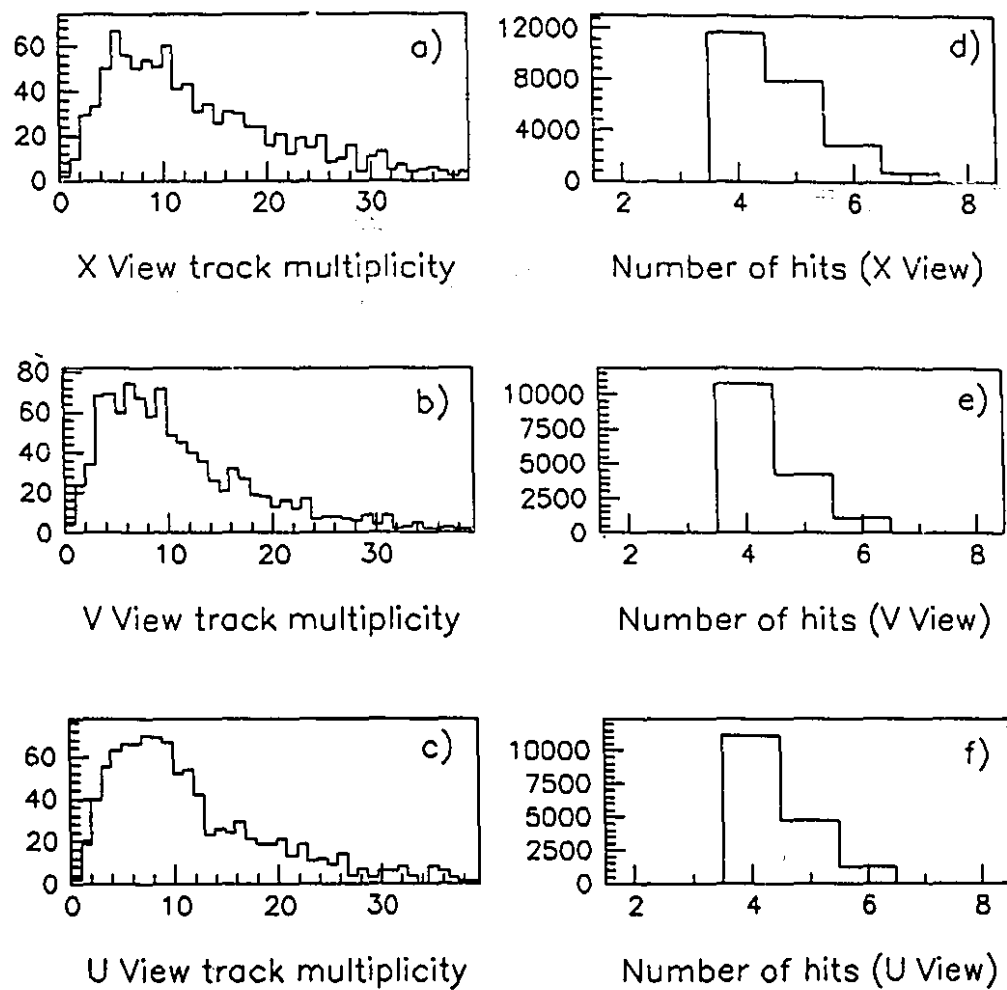 a)
60
40
20
0
0 10 20 30
X View track multiplicity
d)
12000
8000
4000
0
2 4 6 8
Number of hits (X View)
b)
80
60
40
20
0
0 10 20 30
V View track multiplicity
e)
10000
7500
5000
2500
0
2 4 6 8
Number of hits (V View)
c)
60
40
20
0
0 10 20 30
U View track multiplicity
f)
10000
7500
5000
2500
0
2 4 6 8
Number of hits (U View)